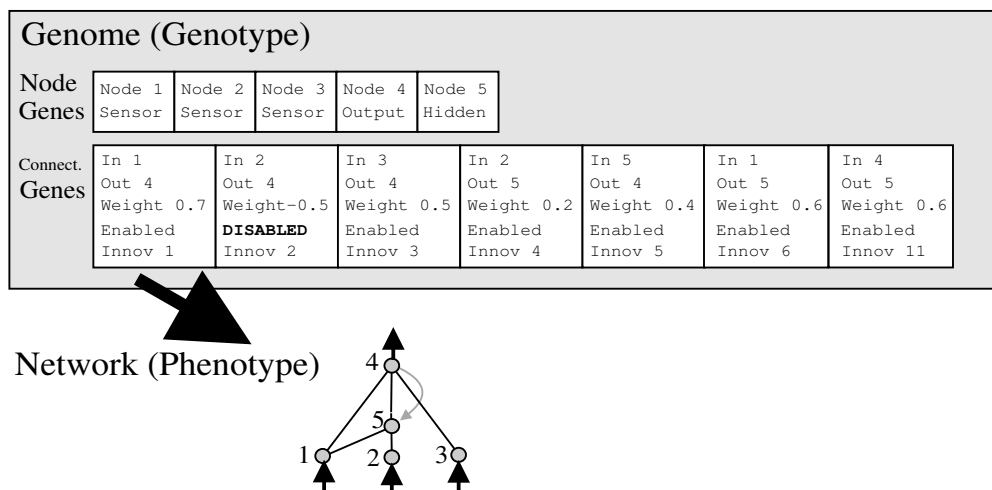 Genome (Genotype)
Node Genes
Node 1 Node 2 Node 3 Node 4 Node 5
Sensor Sensor Sensor Output Hidden
Connect. Genes
In 1 In 2 In 3 In 2 In 5 In 1 In 4
Out 4 Out 4 Out 4 Out 5 Out 4 Out 5 Out 5
Weight 0.7 Weight-0.5 Weight 0.5 Weight 0.2 Weight 0.4 Weight 0.6 Weight 0.6
Enabled DISABLED Enabled Enabled Enabled Enabled Enabled
Innov 1 Innov 2 Innov 3 Innov 4 Innov 5 Innov 6 Innov 11
Network (Phenotype)
4
5
1 2 3